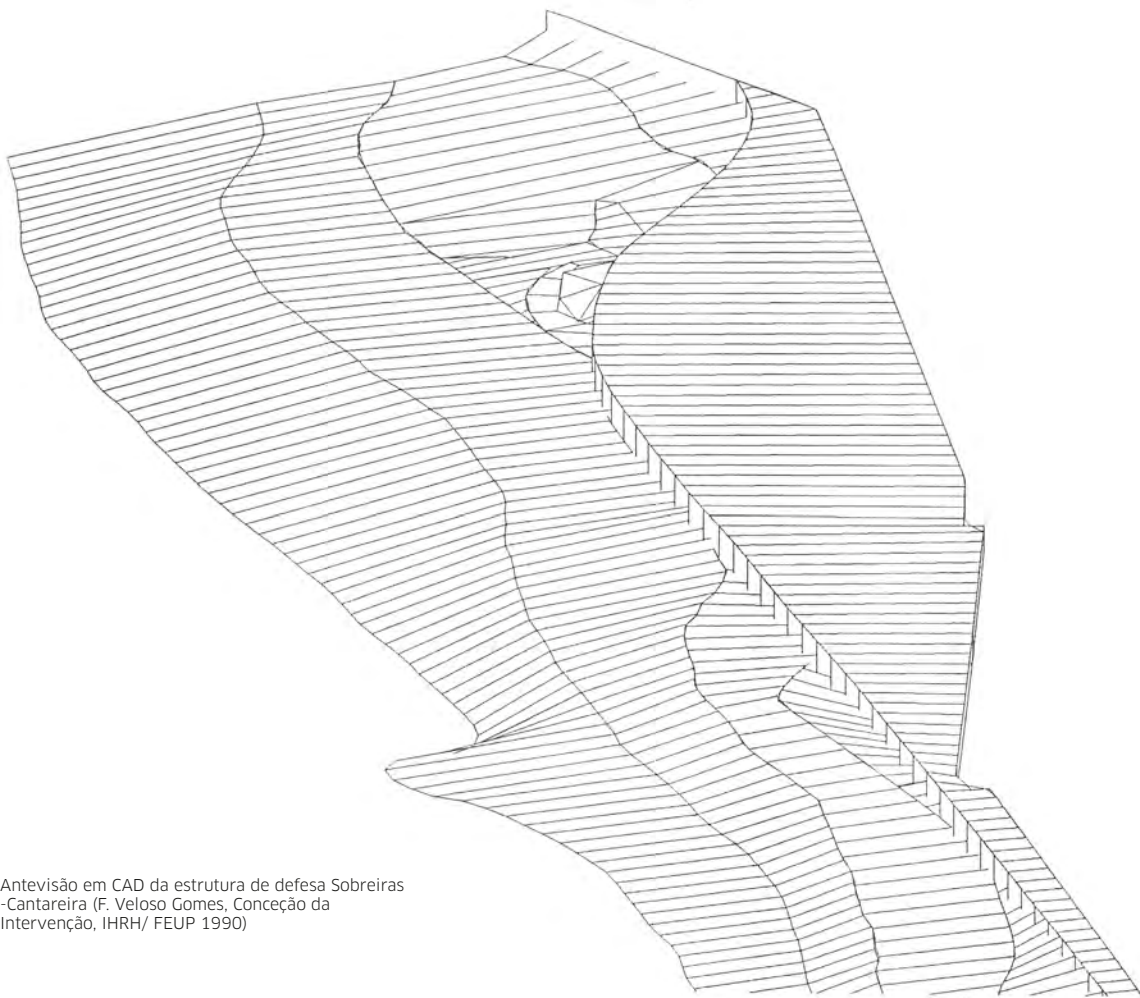 Antevisão em CAD da estrutura de defesa Sobreiras
-Cantareira (F. Veloso Gomes, Conceção da
Intervenção, IHRH/ FEUP 1990)